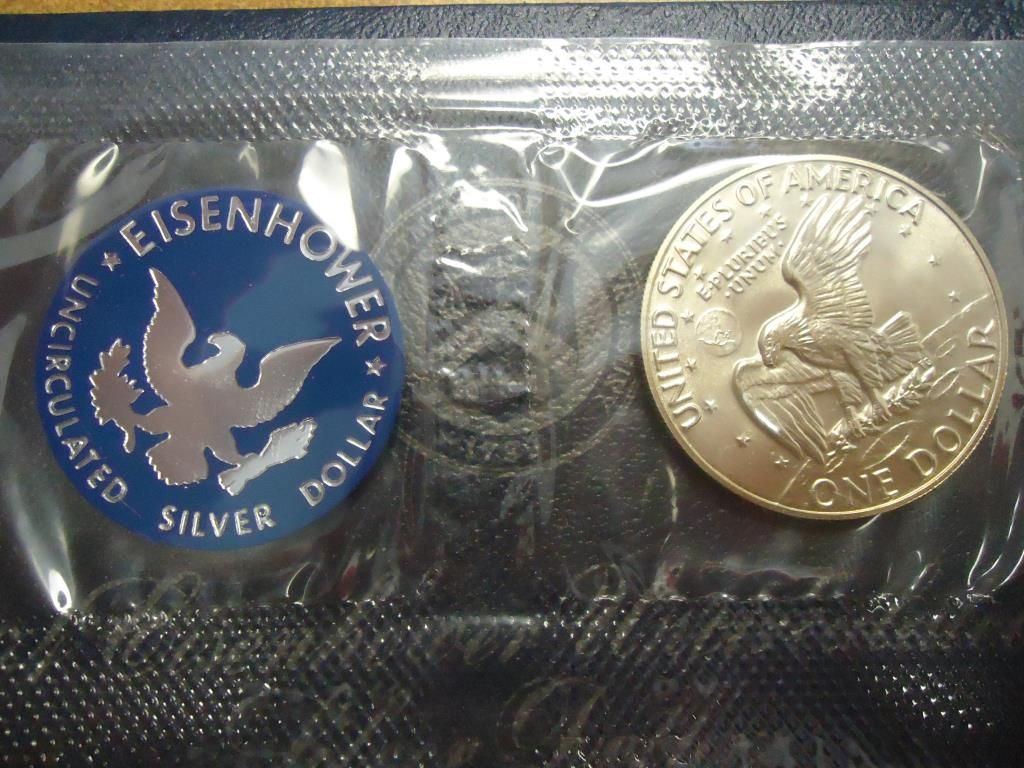 ★ EISENHOWER ★
UNCIRCULATED SILVER DOLLAR
UNITED STATES OF AMERICA
E·PLURIBUS
·UNUM·
ONE DOLLAR